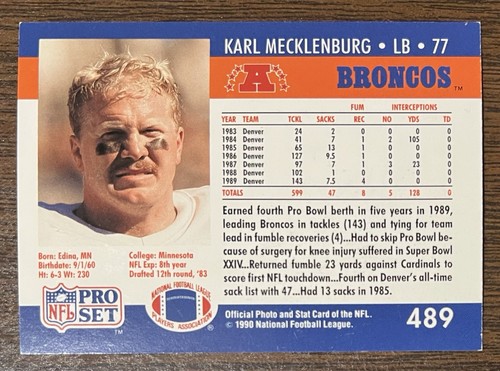 KARL MECKLENBURG • LB • 77
A BRONCOS™
FUM INTERCEPTIONS
YEAR TEAM TCKL SACKS REC NO YDS TD
1983 Denver 24 2 0 0 0 0
1984 Denver 41 7 1 2 105 0
1985 Denver 65 13 1 0 0 0
1986 Denver 127 9.5 1 0 0 0
1987 Denver 97 7 1 3 23 0
1988 Denver 102 1 0 0 0 0
1989 Denver 143 7.5 4 0 0 0
TOTALS 599 47 8 5 128 0
Earned fourth Pro Bowl berth in five years in 1989,
leading Broncos in tackles (143) and tying for team
lead in fumble recoveries (4)...Had to skip Pro Bowl be-
cause of surgery for knee injury suffered in Super Bowl
XXIV...Returned fumble 23 yards against Cardinals to
score first NFL touchdown...Fourth on Denver's all-time
sack list with 47...Had 13 sacks in 1985.
Born: Edina, MN
Birthdate: 9/1/60
Ht: 6-3 Wt: 230
College: Minnesota
NFL Exp: 8th year
Drafted 12th round, '83
NFL PRO SET™
NATIONAL FOOTBALL LEAGUE
PLAYERS ASSOCIATION
Official Photo and Stat Card of the NFL.
© 1990 National Football League.
489